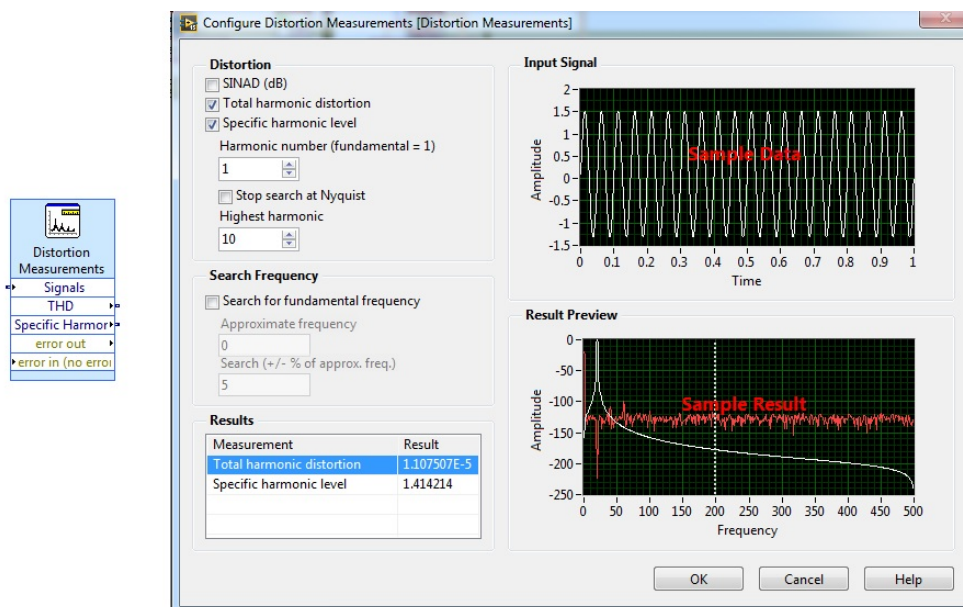 Configure Distortion Measurements [Distortion Measurements]
Distortion
SINAD (dB)
Total harmonic distortion
Specific harmonic level
Harmonic number (fundamental = 1)
1
Stop search at Nyquist
Highest harmonic
10
Search Frequency
Search for fundamental frequency
Approximate frequency
0
Search (+/- % of approx. freq.)
5
Results
Measurement Result
Total harmonic distortion 1.107507E-5
Specific harmonic level 1.414214
Input Signal
2
1.5
1
0.5
0
-0.5
-1
-1.5
Amplitude
Sample Data
0 0.1 0.2 0.3 0.4 0.5 0.6 0.7 0.8 0.9 1
Time
Result Preview
0
-50
-100
-150
-200
-250
Amplitude
Sample Result
0 50 100 150 200 250 300 350 400 450 500
Frequency
OK Cancel Help
Distortion
Measurements
Signals
THD
Specific Harmor
error out
error in (no erroi